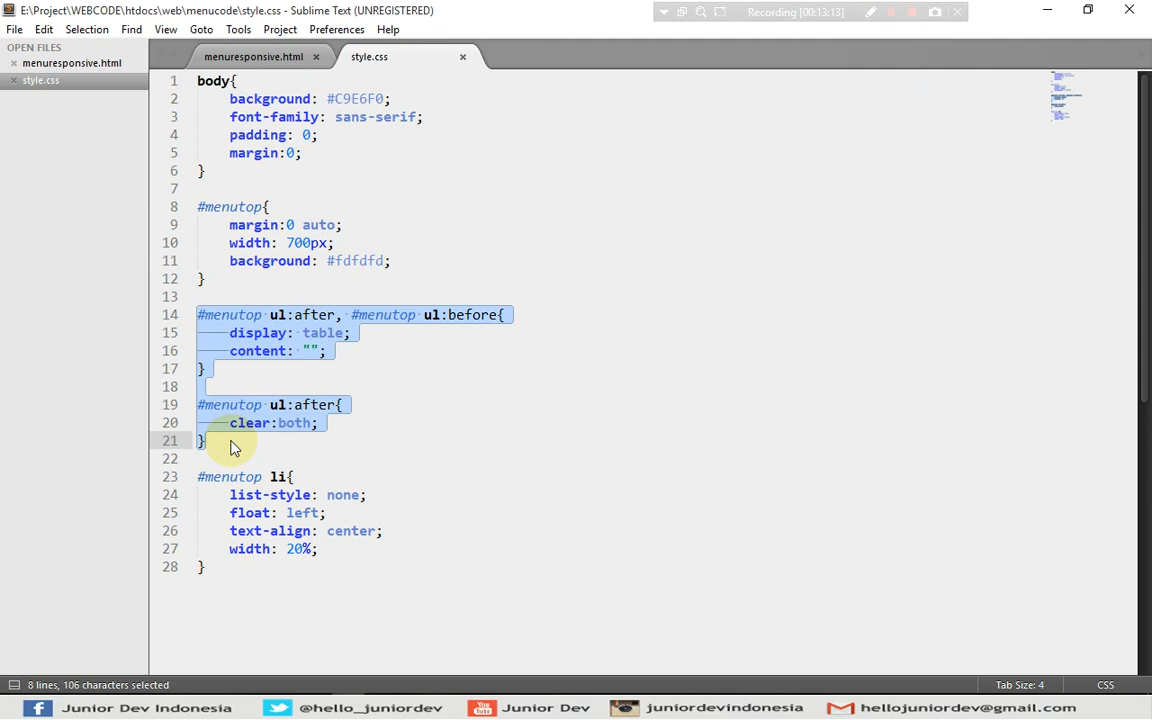 E:\Project\WEBCODE\htdocs\web\menucode\style.css - Sublime Text (UNREGISTERED)
Recording [00:13:13]
File Edit Selection Find View Goto Tools Project Preferences Help
OPEN FILES
× menuresponsive.html
× style.css
menuresponsive.html ×
style.css ×
1 body{
2 background: #C9E6F0;
3 font-family: sans-serif;
4 padding: 0;
5 margin:0;
6 }
7
8 #menutop{
9 margin:0 auto;
10 width: 700px;
11 background: #fdfdfd;
12 }
13
14 #menutop ul:after, #menutop ul:before{
15 display: table;
16 content: "";
17 }
18
19 #menutop ul:after{
20 clear:both;
21 }
22
23 #menutop li{
24 list-style: none;
25 float: left;
26 text-align: center;
27 width: 20%;
28 }
8 lines, 106 characters selected
Tab Size: 4
CSS
Junior Dev Indonesia
@hello_juniordev
You Tube
Junior Dev
juniordevindonesia
hellojuniordev@gmail.com